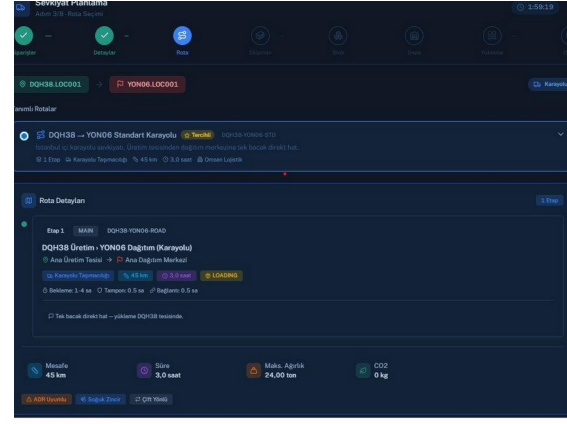 Sevkiyat Planlama
Adım 3/8 · Rota Seçimi
1:59:19
Siparişler
Detaylar
Rota
Yükleme
DQH38.LOC001 → YON06.LOC001
Karayolu
Tanımlı Rotalar
DQH38 → YON06 Standart Karayolu
Tercihli
DQH38-YON06-STD
İstanbul içi karayolu sevkiyatı. Üretim tesisinden dağıtım merkezine tek bacak direkt hat.
1 Etap Karayolu Taşımacılığı 45 km 3,0 saat Omsan Lojistik
Rota Detayları
1 Etap
Etap 1 MAIN DQH38-YON06-ROAD
DQH38 Üretim › YON06 Dağıtım (Karayolu)
Ana Üretim Tesisi → Ana Dağıtım Merkezi
Karayolu Taşımacılığı 45 km 3,0 saat LOADING
Bekleme: 1-4 sa Tampon: 0.5 sa Bağlantı: 0.5 sa
Tek bacak direkt hat — yükleme DQH38 tesisinde.
Mesafe
45 km
Süre
3,0 saat
Maks. Ağırlık
24,00 ton
CO2
0 kg
ADR Uyumlu Soğuk Zincir Çift Yönlü